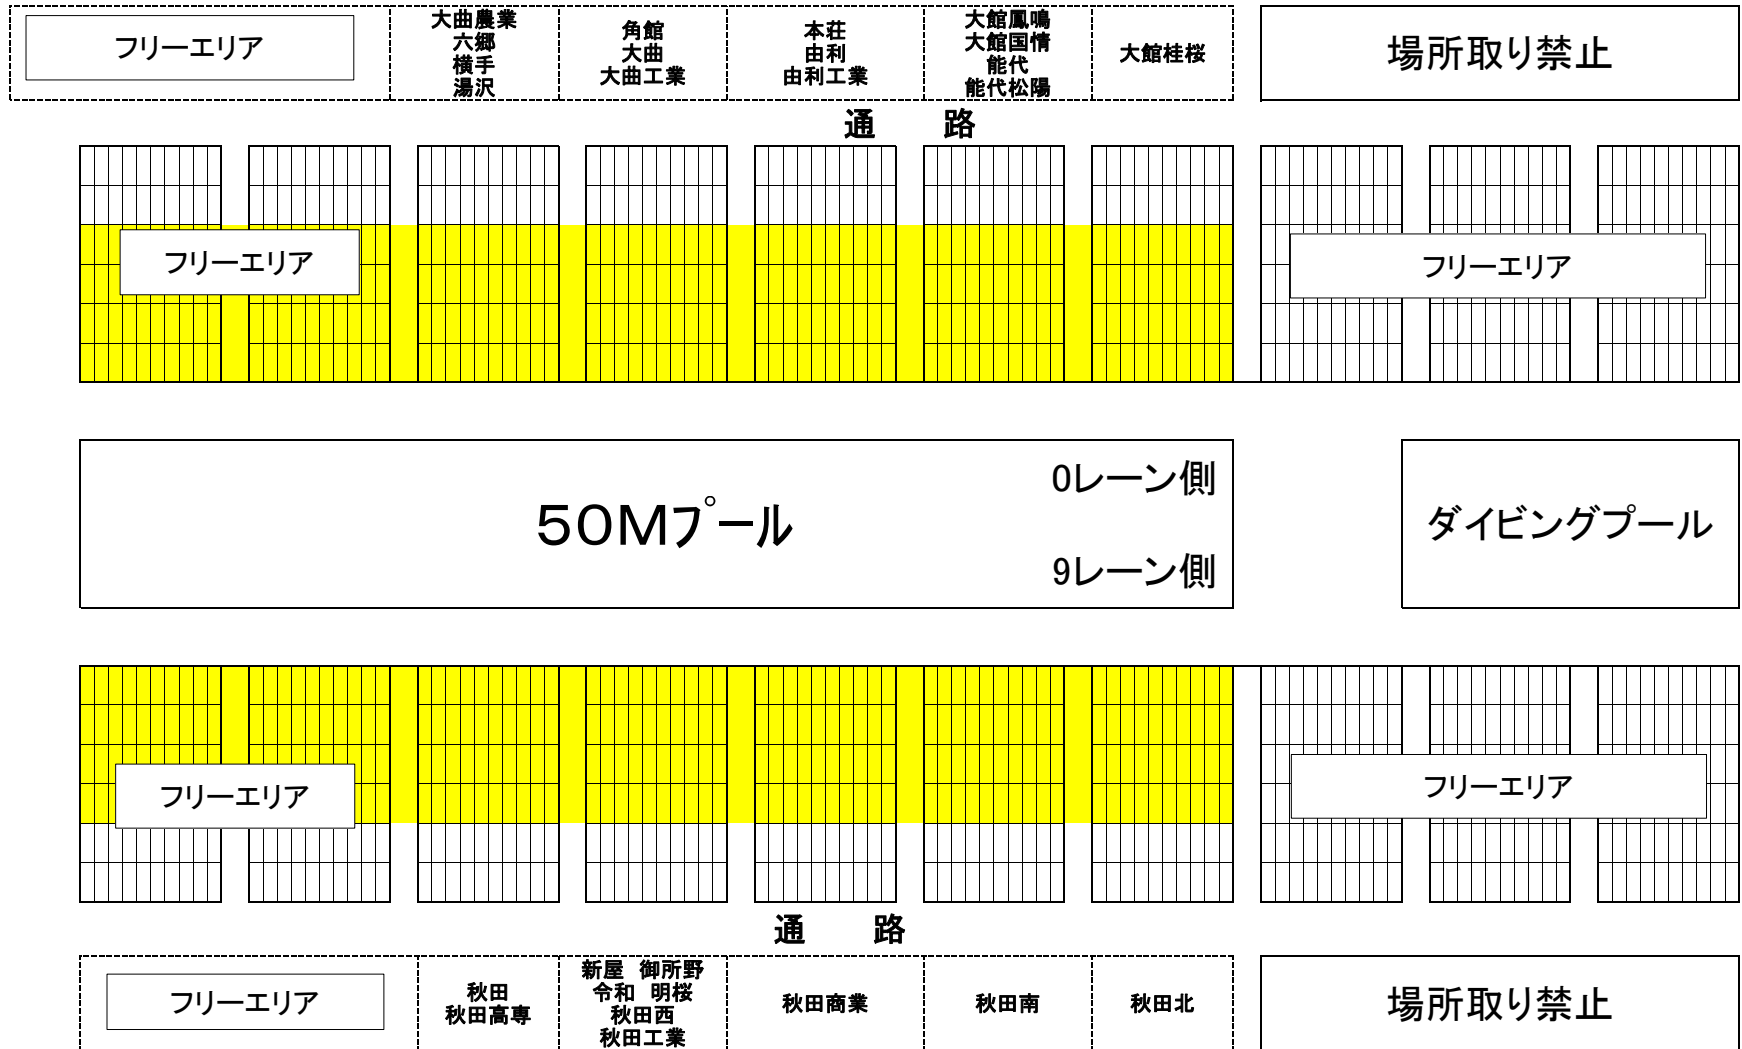 フリーエリア
大曲農業
六郷
横手
湯沢
角館
大曲
大曲工業
本荘
由利
由利工業
大館鳳鳴
大館国情
能代
能代松陽
大館桂桜
場所取り禁止
通　路
フリーエリア
フリーエリア
0レーン側
50Mプール
9レーン側
ダイビングプール
フリーエリア
フリーエリア
通　路
フリーエリア
秋田
秋田高専
新屋 御所野
令和 明桜
秋田西
秋田工業
秋田商業
秋田南
秋田北
場所取り禁止